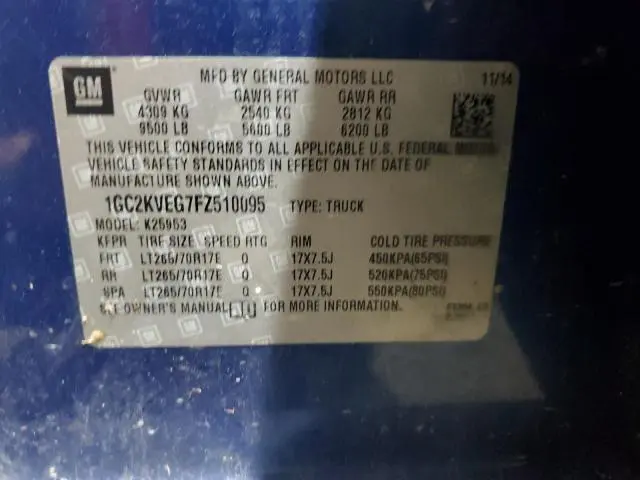 GM
MFD BY GENERAL MOTORS LLC 11/14
GVWR GAWR FRT GAWR RR
4309 KG 2540 KG 2812 KG
9500 LB 5600 LB 6200 LB
THIS VEHICLE CONFORMS TO ALL APPLICABLE U.S. FEDERAL MOTOR
VEHICLE SAFETY STANDARDS IN EFFECT ON THE DATE OF
MANUFACTURE SHOWN ABOVE.
1GC2KVEG7FZ510095 TYPE: TRUCK
MODEL: K25953
KFPR TIRE SIZE SPEED RTG RIM COLD TIRE PRESSURE
FRT LT265/70R17E Q 17X7.5J 450KPA(65PSI)
RR LT265/70R17E Q 17X7.5J 520KPA(75PSI)
SPA LT265/70R17E Q 17X7.5J 550KPA(80PSI)
SEE OWNER'S MANUAL FOR MORE INFORMATION.